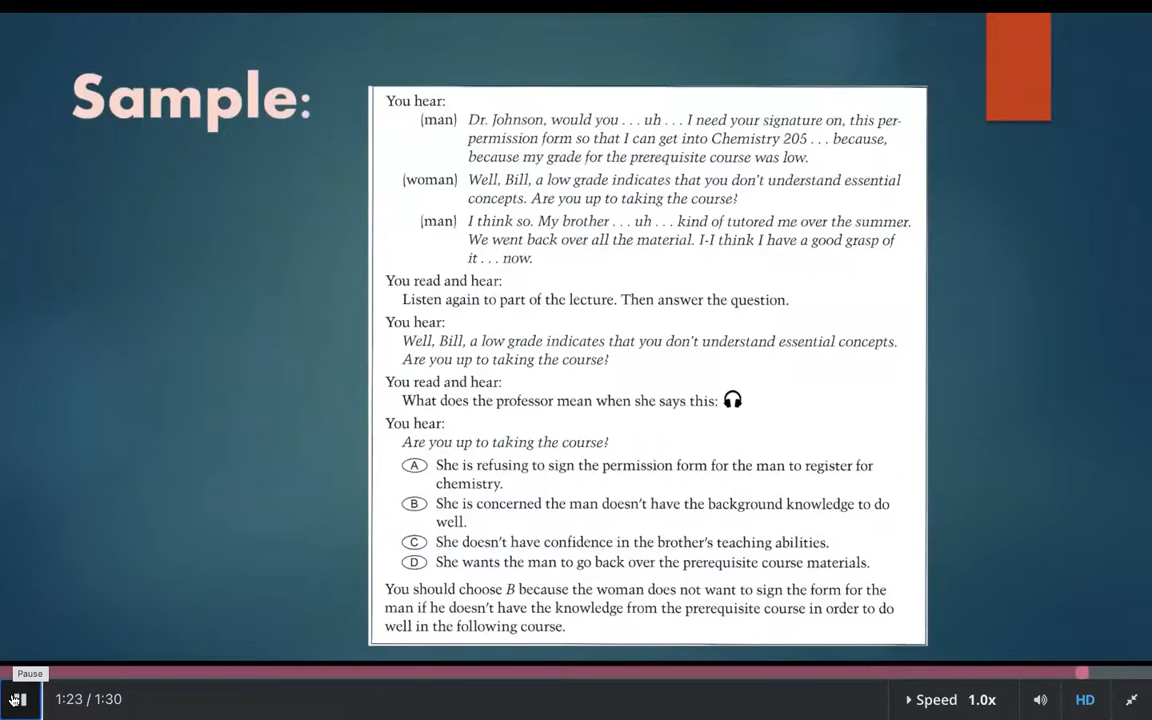 Sample:
You hear:
(man) Dr. Johnson, would you . . . uh . . . I need your signature on, this per-
permission form so that I can get into Chemistry 205 . . . because,
because my grade for the prerequisite course was low.
(woman) Well, Bill, a low grade indicates that you don't understand essential
concepts. Are you up to taking the course?
(man) I think so. My brother . . . uh . . . kind of tutored me over the summer.
We went back over all the material. I-I think I have a good grasp of
it . . . now.
You read and hear:
Listen again to part of the lecture. Then answer the question.
You hear:
Well, Bill, a low grade indicates that you don't understand essential concepts.
Are you up to taking the course?
You read and hear:
What does the professor mean when she says this:
You hear:
Are you up to taking the course?
A She is refusing to sign the permission form for the man to register for
chemistry.
B She is concerned the man doesn't have the background knowledge to do
well.
C She doesn't have confidence in the brother's teaching abilities.
D She wants the man to go back over the prerequisite course materials.
You should choose B because the woman does not want to sign the form for the
man if he doesn't have the knowledge from the prerequisite course in order to do
well in the following course.
Pause
1:23 / 1:30
Speed 1.0x
HD